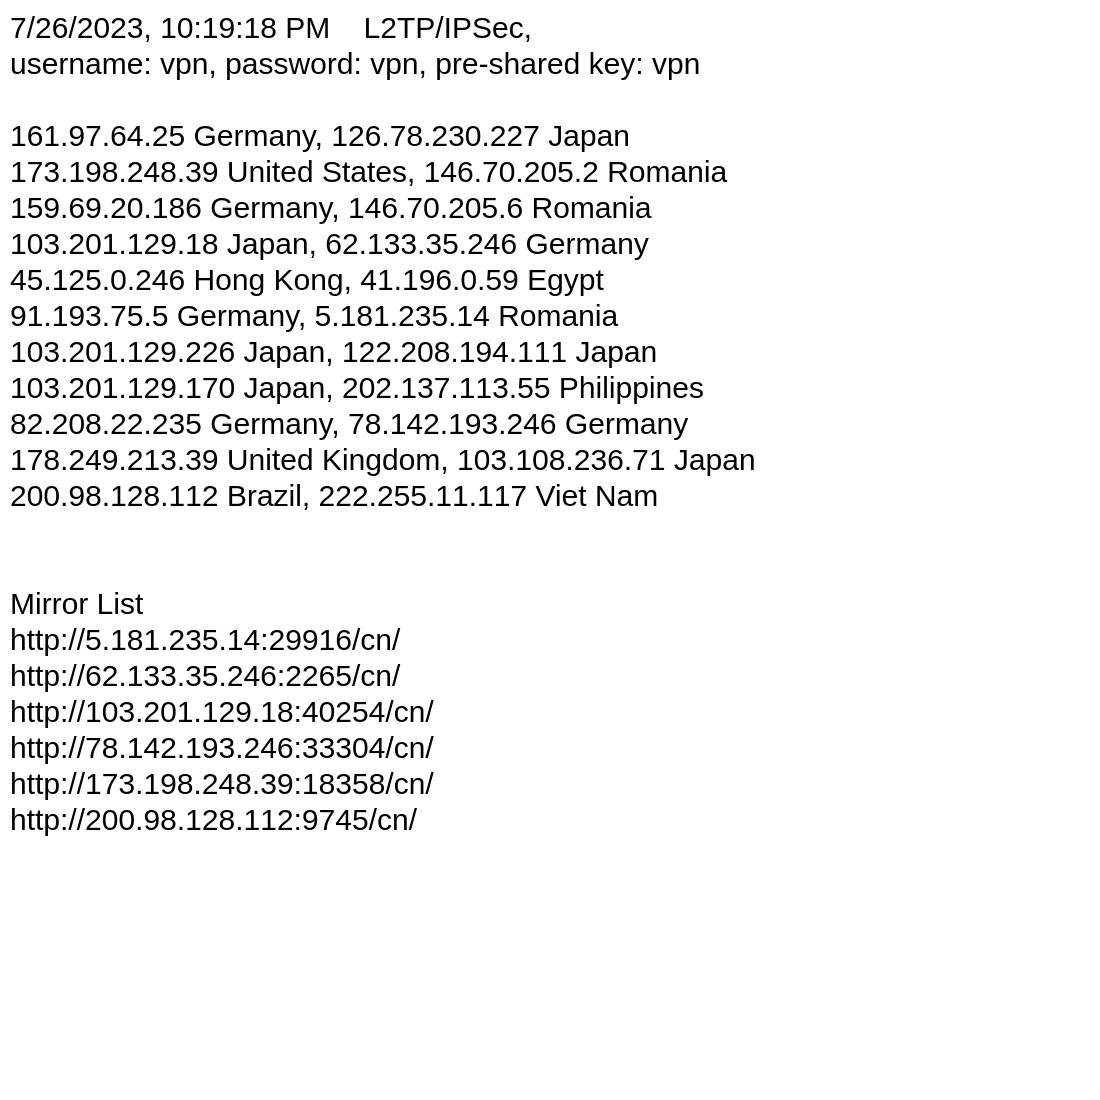 7/26/2023, 10:19:18 PM    L2TP/IPSec,
username: vpn, password: vpn, pre-shared key: vpn
161.97.64.25 Germany, 126.78.230.227 Japan
173.198.248.39 United States, 146.70.205.2 Romania
159.69.20.186 Germany, 146.70.205.6 Romania
103.201.129.18 Japan, 62.133.35.246 Germany
45.125.0.246 Hong Kong, 41.196.0.59 Egypt
91.193.75.5 Germany, 5.181.235.14 Romania
103.201.129.226 Japan, 122.208.194.111 Japan
103.201.129.170 Japan, 202.137.113.55 Philippines
82.208.22.235 Germany, 78.142.193.246 Germany
178.249.213.39 United Kingdom, 103.108.236.71 Japan
200.98.128.112 Brazil, 222.255.11.117 Viet Nam
Mirror List
http://5.181.235.14:29916/cn/
http://62.133.35.246:2265/cn/
http://103.201.129.18:40254/cn/
http://78.142.193.246:33304/cn/
http://173.198.248.39:18358/cn/
http://200.98.128.112:9745/cn/